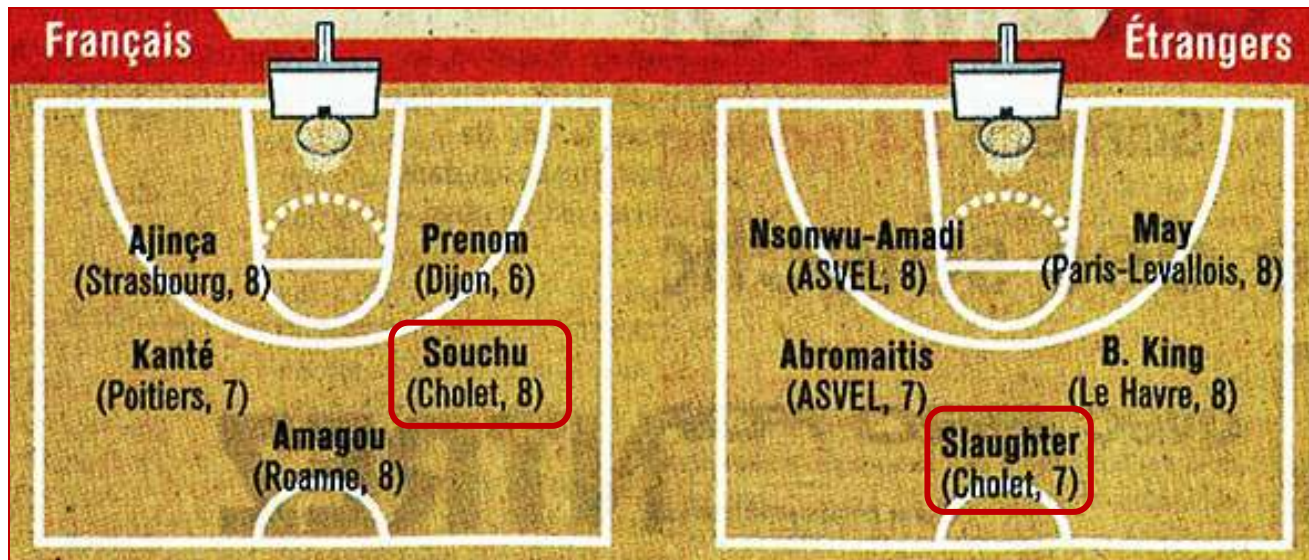 Français
Étrangers
Ajinça
(Strasbourg, 8)
Prenom
(Dijon, 6)
Kanté
(Poitiers, 7)
Souchu
(Cholet, 8)
Amagou
(Roanne, 8)
Nsonwu-Amadi
(ASVEL, 8)
May
(Paris-Levallois, 8)
Abromaitis
(ASVEL, 7)
B. King
(Le Havre, 8)
Slaughter
(Cholet, 7)